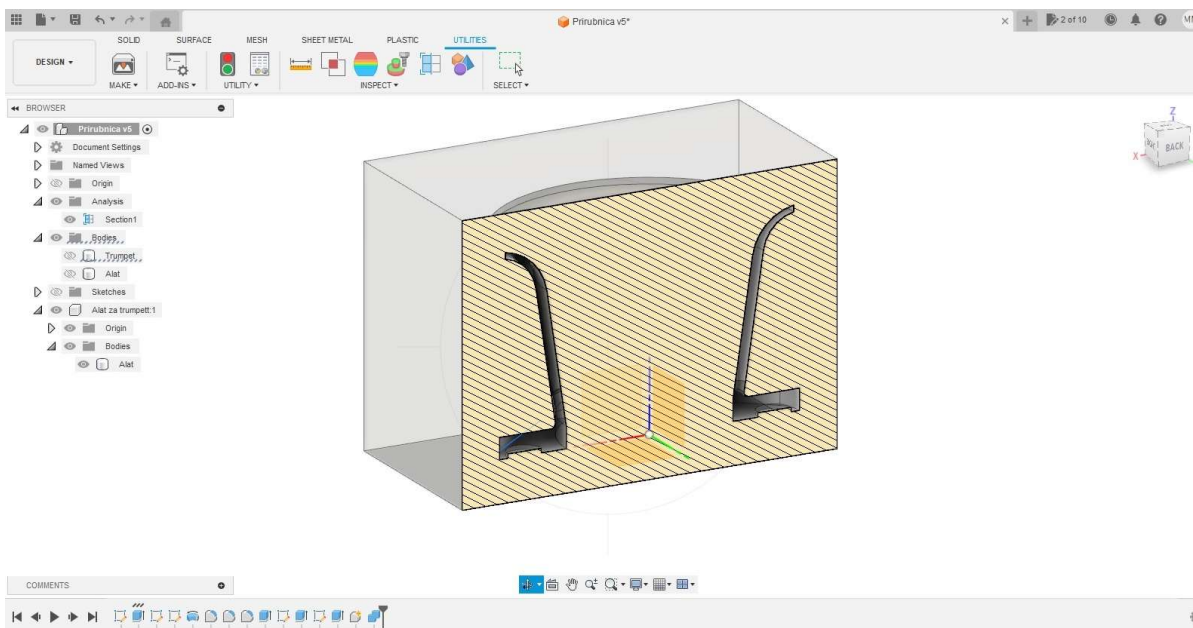 Prirubnica v5*
2 of 10
SOLID SURFACE MESH SHEET METAL PLASTIC UTILITIES
DESIGN
MAKE ADD-INS UTILITY INSPECT SELECT
BROWSER
Prirubnica v5
Document Settings
Named Views
Origin
Analysis
Section1
Bodies
Trumpet
Alat
Sketches
Alat za trumpett:1
Origin
Bodies
Alat
Z
BACK
X
COMMENTS